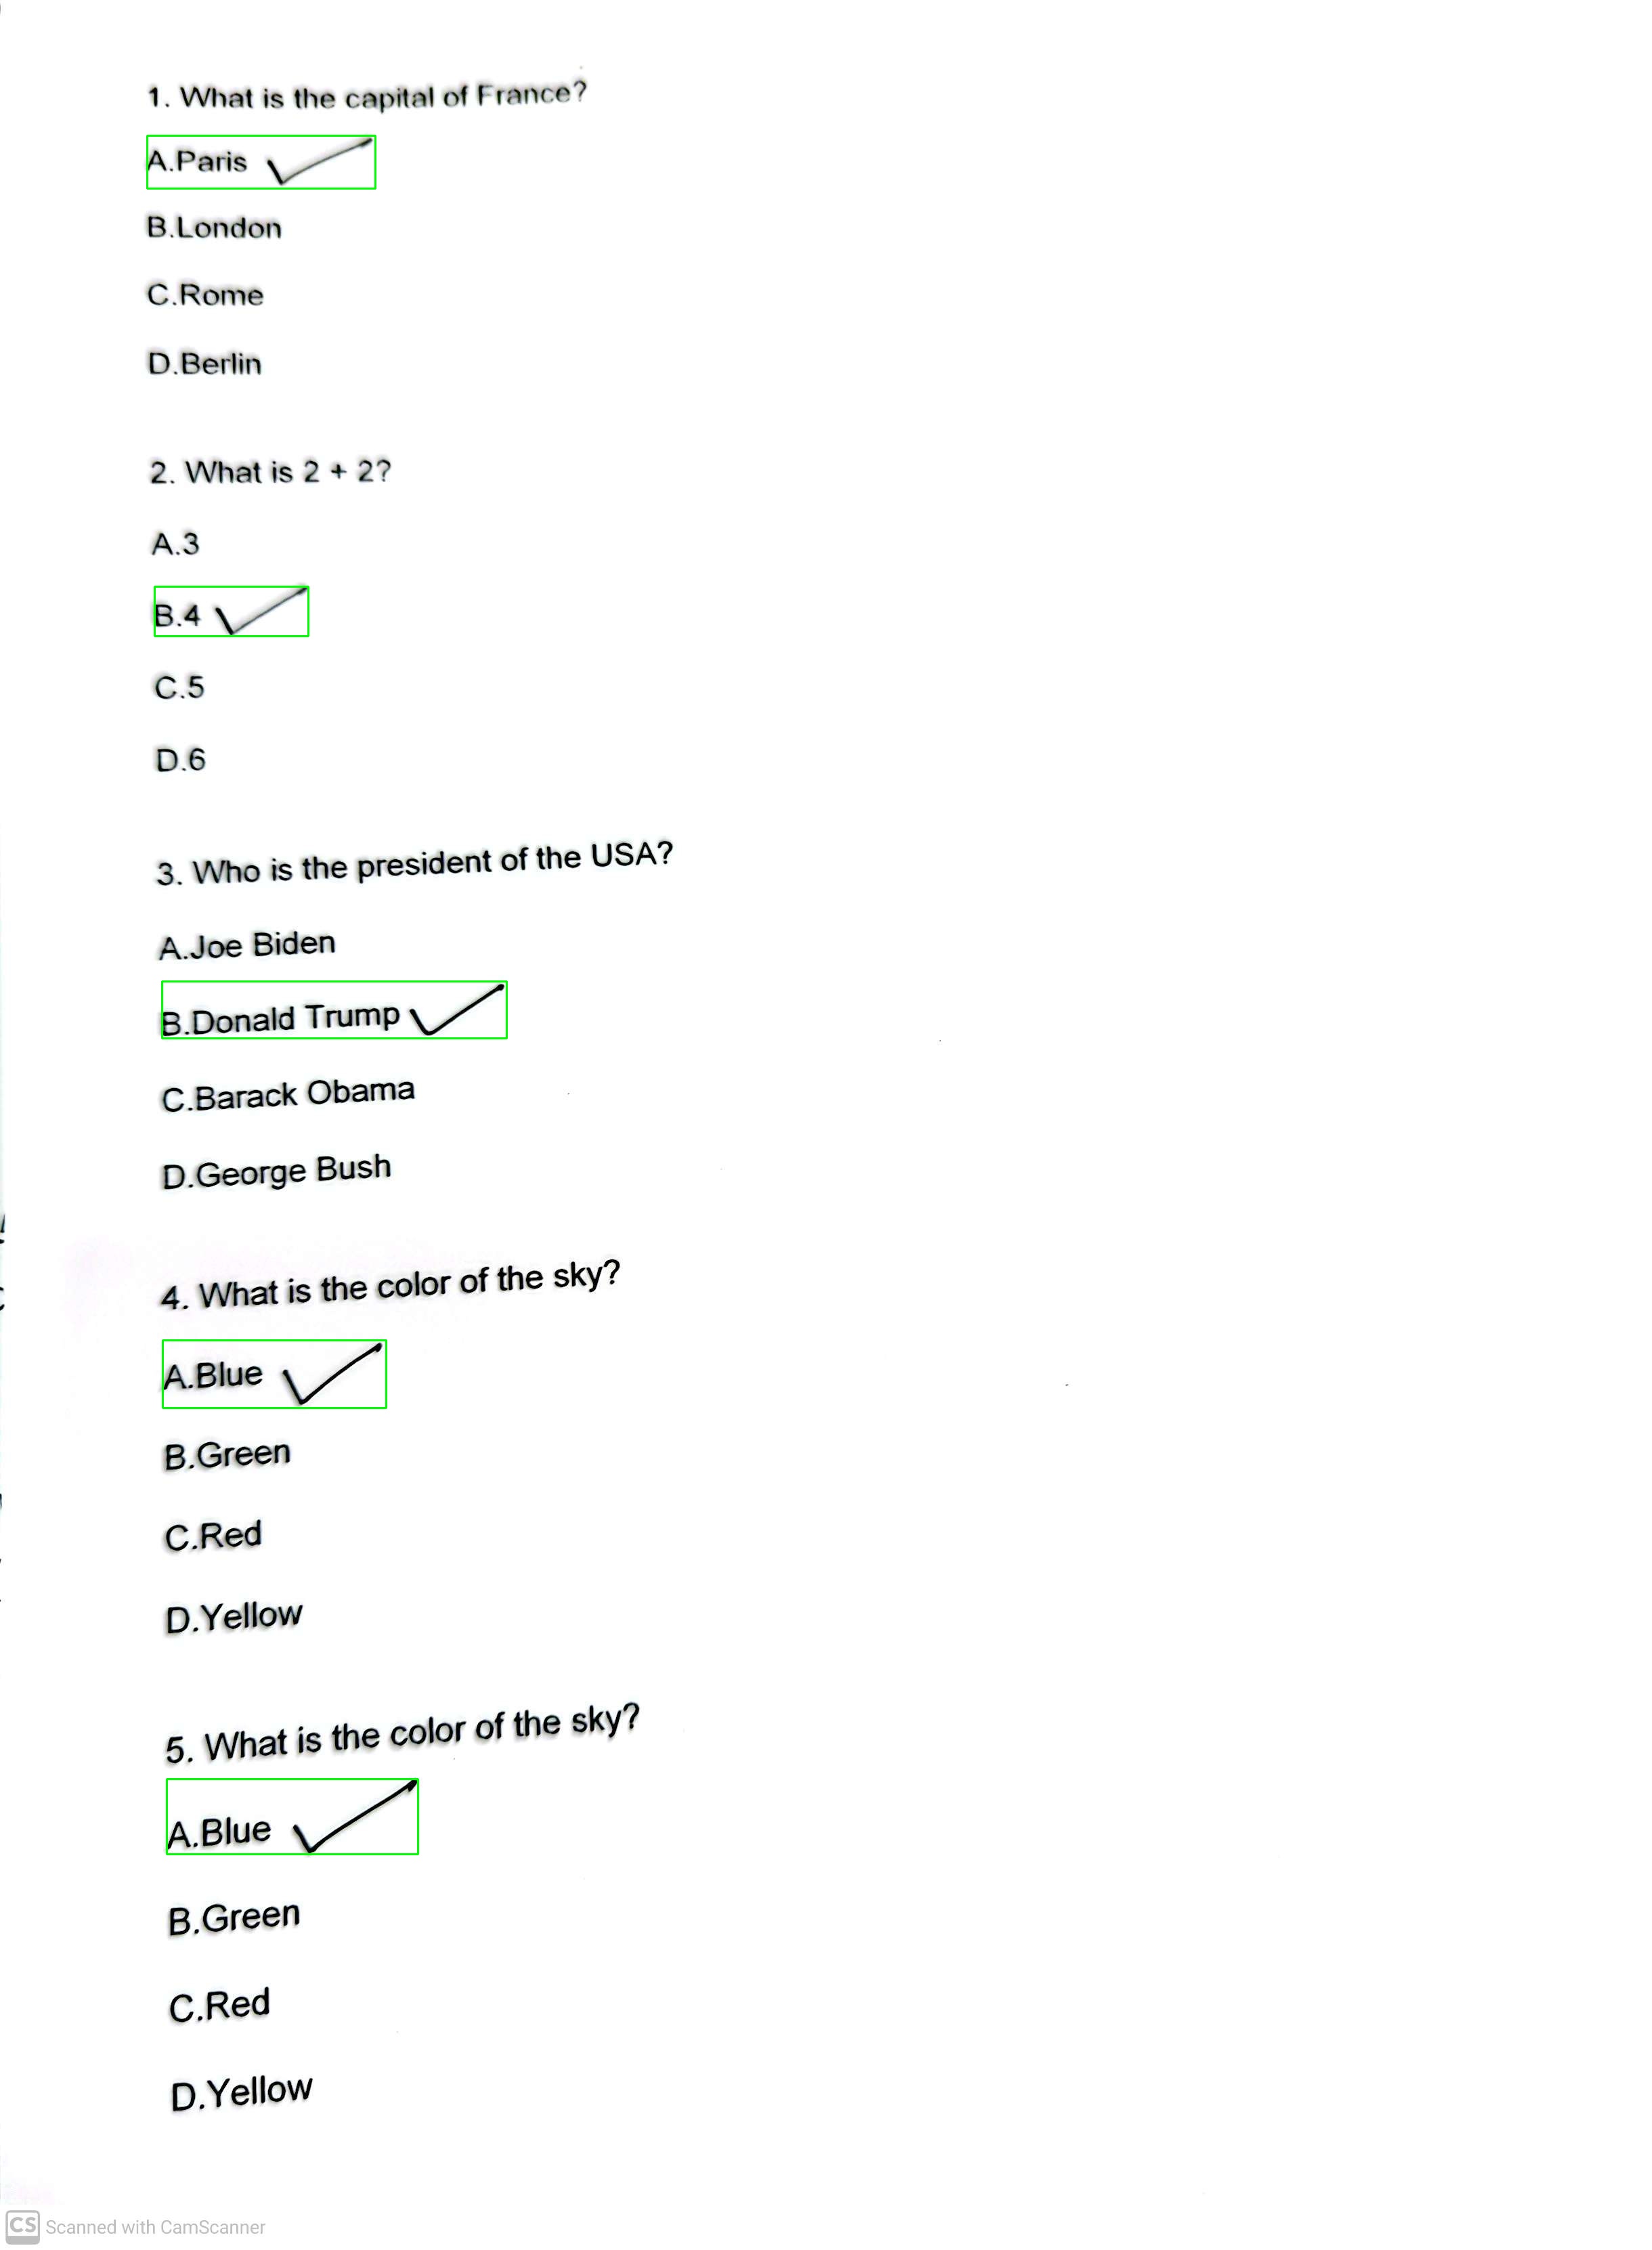 1. What is the capital of France?
A.Paris
B.London
C.Rome
D.Berlin
2. What is 2 + 2?
A.3
B.4
C.5
D.6
3. Who is the president of the USA?
A.Joe Biden
B.Donald Trump
C.Barack Obama
D.George Bush
4. What is the color of the sky?
A.Blue
B.Green
C.Red
D.Yellow
5. What is the color of the sky?
A.Blue
B.Green
C.Red
D.Yellow
CS Scanned with CamScanner